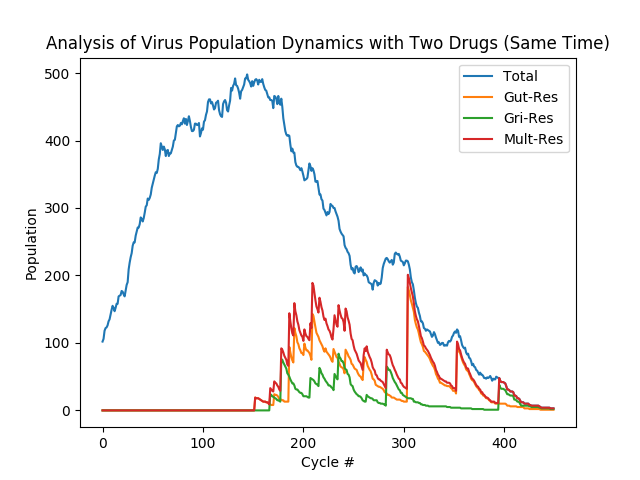 Analysis of Virus Population Dynamics with Two Drugs (Same Time)
Total
Gut-Res
Gri-Res
Mult-Res
500
400
300
200
100
0
Population
0 100 200 300 400
Cycle #